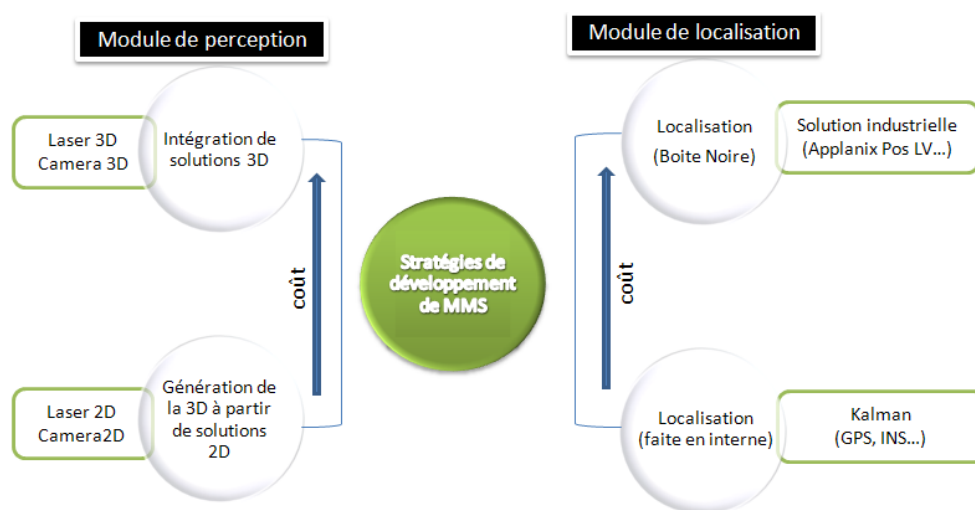 Module de perception
Laser 3D
Camera 3D
Intégration de
solutions 3D
coût
Laser 2D
Camera2D
Génération de
la 3D à partir
de solutions
2D
Stratégies de
développement
de MMS
Module de localisation
Localisation
(Boite Noire)
Solution industrielle
(Applanix Pos LV...)
coût
Localisation
(faite en interne)
Kalman
(GPS, INS...)